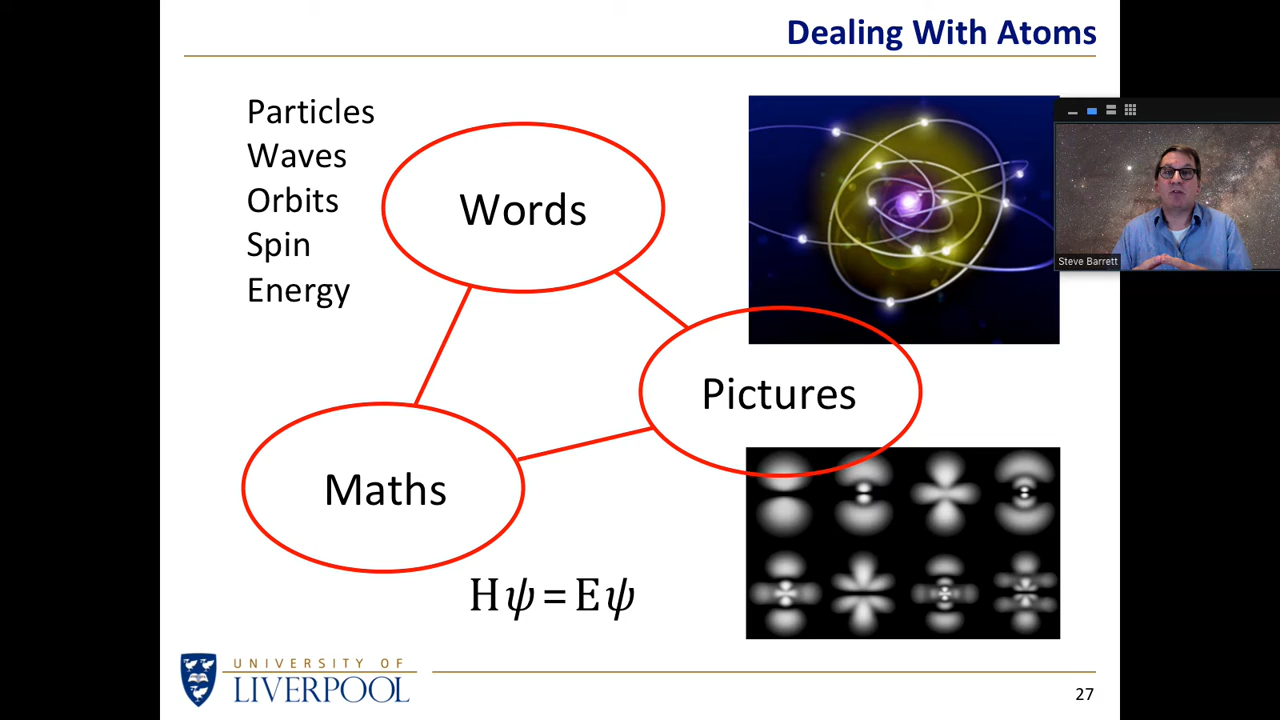 Dealing With Atoms
Particles
Waves
Orbits
Spin
Energy
Words
Pictures
Maths
Hψ = Eψ
Steve Barrett
UNIVERSITY OF
LIVERPOOL
27